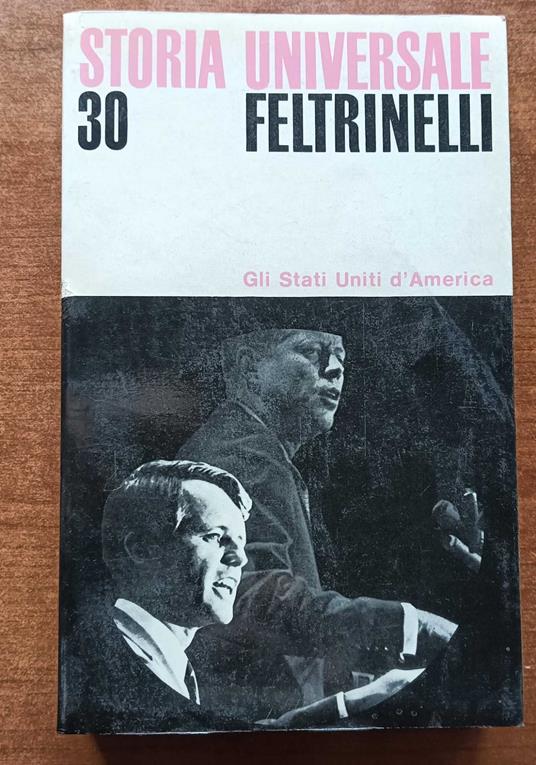 STORIA UNIVERSALE
30 FELTRINELLI
Gli Stati Uniti d'America